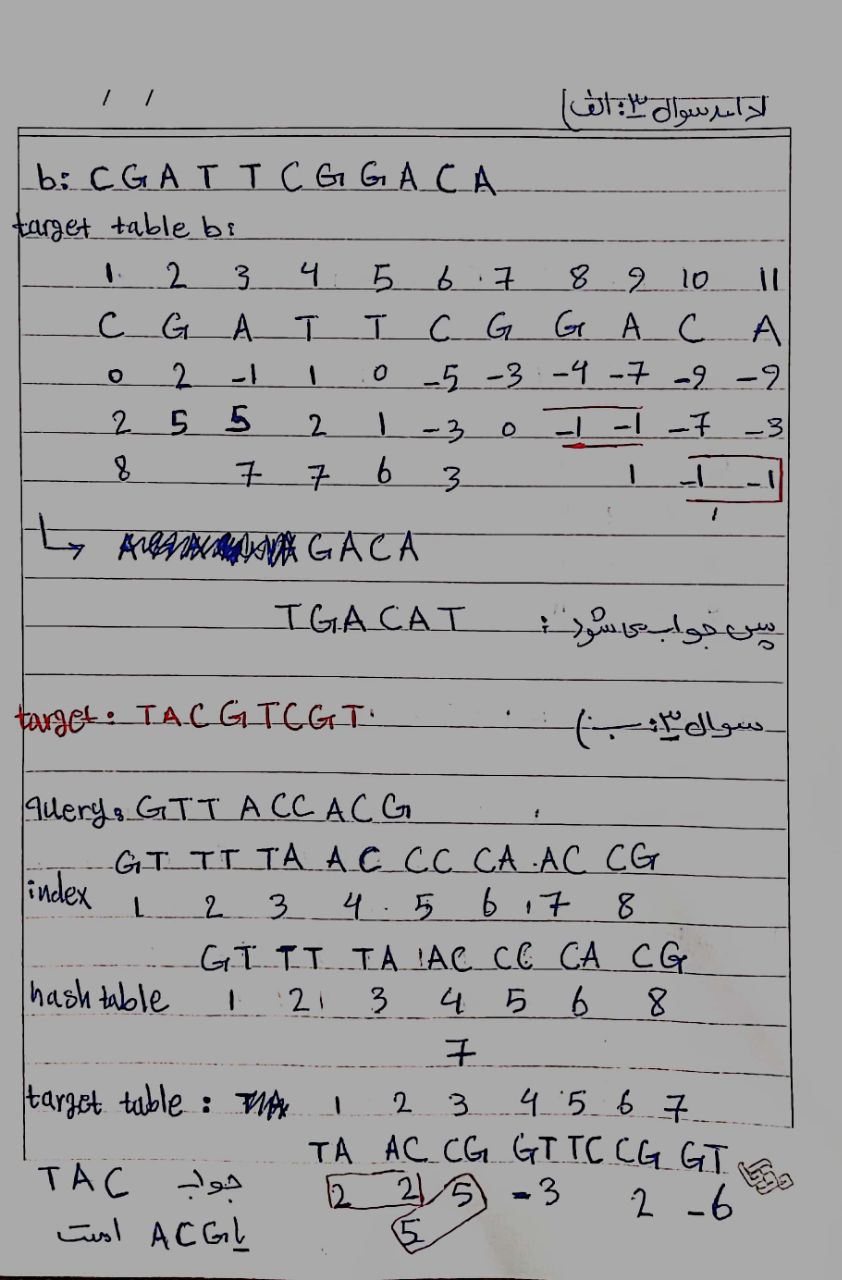 / /
ادامه سوال ۳: الف)
b: C G A T T C G G A C A
target table b:
1 2 3 4 5 6 7 8 9 10 11
C G A T T C G G A C A
0 2 -1 1 0 -5 -3 -4 -7 -9 -9
2 5 5 2 1 -3 0 -1 -1 -7 -3
8 7 7 6 3 1 -1 -1
GACA
پس جواب می‌شود: TGACAT
سوال ۳: ب) target: TACGTCGT
query: GTTACCACG
GT TT TA AC CC CA AC CG
index 1 2 3 4 5 6 7 8
GT TT TA AC CC CA CG
hash table 1 2 3 4 5 6 8
7
target table: 1 2 3 4 5 6 7
TA AC CG GT TC CG GT
2 2 5 -3 2 -6
5
جواب TAC
یا ACG است